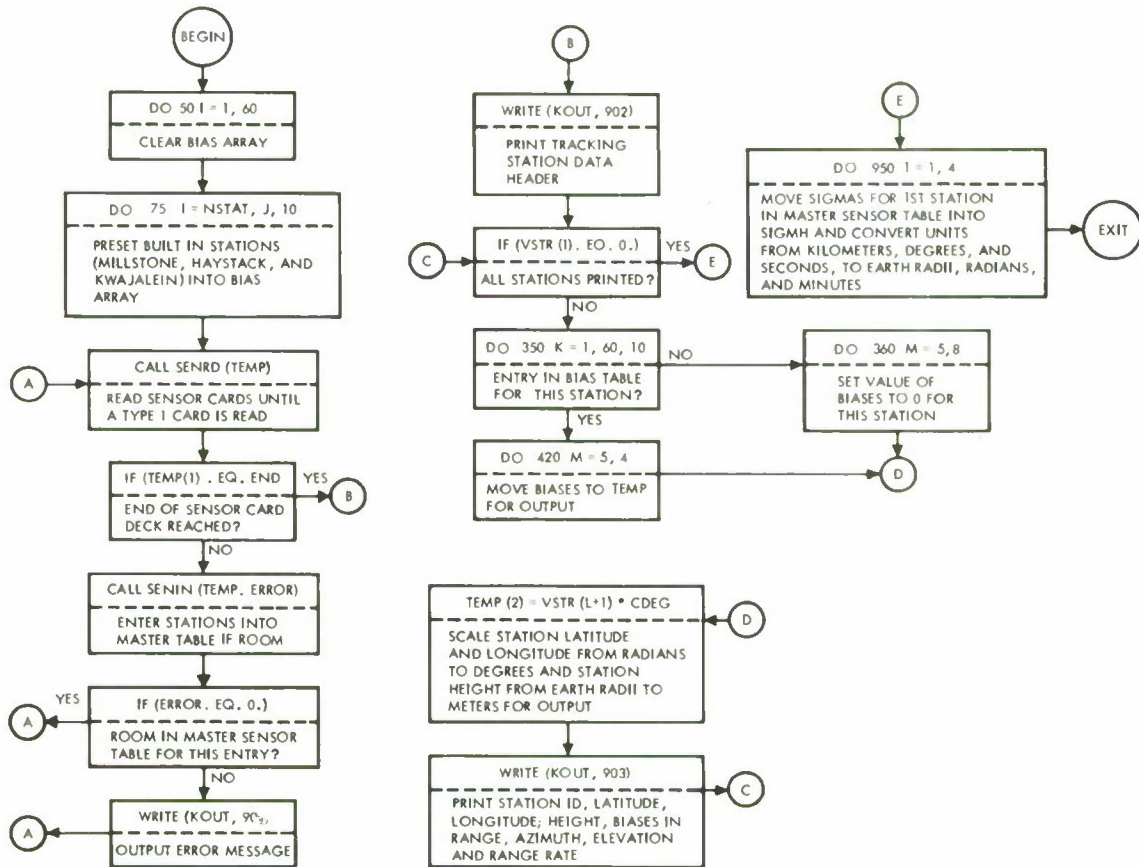 BEGIN
DO 50 I = 1, 60
CLEAR BIAS ARRAY
DO 75 I = NSTAT, J, 10
PRESET BUILT IN STATIONS
(MILLSTONE, HAYSTACK, AND
KWAJALEIN) INTO BIAS
ARRAY
A
CALL SENRD (TEMP)
READ SENSOR CARDS UNTIL
A TYPE 1 CARD IS READ
IF (TEMP(1) . EQ. END
YES
B
END OF SENSOR CARD
DECK REACHED?
NO
CALL SENIN (TEMP. ERROR)
ENTER STATIONS INTO
MASTER TABLE IF ROOM
YES
A
IF (ERROR. EQ. 0.)
ROOM IN MASTER SENSOR
TABLE FOR THIS ENTRY?
NO
A
WRITE (KOUT,
OUTPUT ERROR MESSAGE
B
WRITE (KOUT, 902)
PRINT TRACKING
STATION DATA
HEADER
C
IF (VSTR (I). EQ. 0.)
YES
E
ALL STATIONS PRINTED?
NO
DO 350 K = 1, 60, 10
NO
ENTRY IN BIAS TABLE
FOR THIS STATION?
YES
DO 420 M = 5, 4
MOVE BIASES TO TEMP
FOR OUTPUT
DO 360 M = 5, 8
SET VALUE OF
BIASES TO 0 FOR
THIS STATION
D
TEMP (2) = VSTR (L+1) * CDEG
D
SCALE STATION LATITUDE
AND LONGITUDE FROM RADIANS
TO DEGREES AND STATION
HEIGHT FROM EARTH RADII TO
METERS FOR OUTPUT
WRITE (KOUT, 903)
C
PRINT STATION ID, LATITUDE,
LONGITUDE; HEIGHT, BIASES IN
RANGE, AZIMUTH, ELEVATION
AND RANGE RATE
E
DO 950 I = 1, 4
MOVE SIGMAS FOR 1ST STATION
IN MASTER SENSOR TABLE INTO
SIGMH AND CONVERT UNITS
FROM KILOMETERS, DEGREES, AND
SECONDS, TO EARTH RADII, RADIANS,
AND MINUTES
EXIT